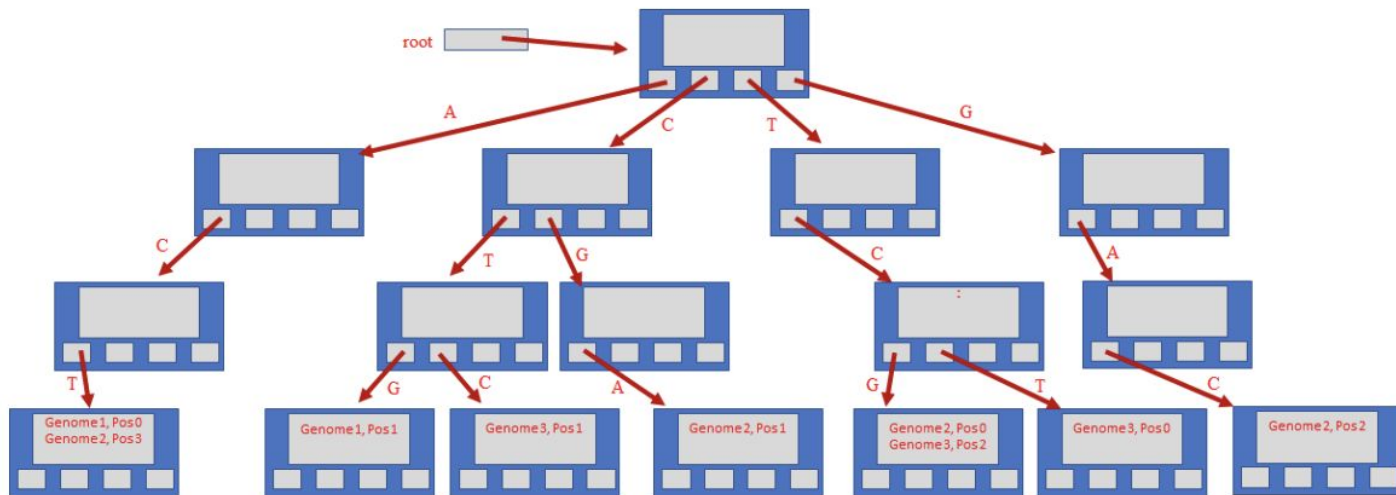 root
A
C
T
G
C
T
G
C
A
:
T
G
C
A
G
T
C
Genome1, Pos0
Genome2, Pos3
Genome1, Pos1
Genome3, Pos1
Genome2, Pos1
Genome2, Pos0
Genome3, Pos2
Genome3, Pos0
Genome2, Pos2